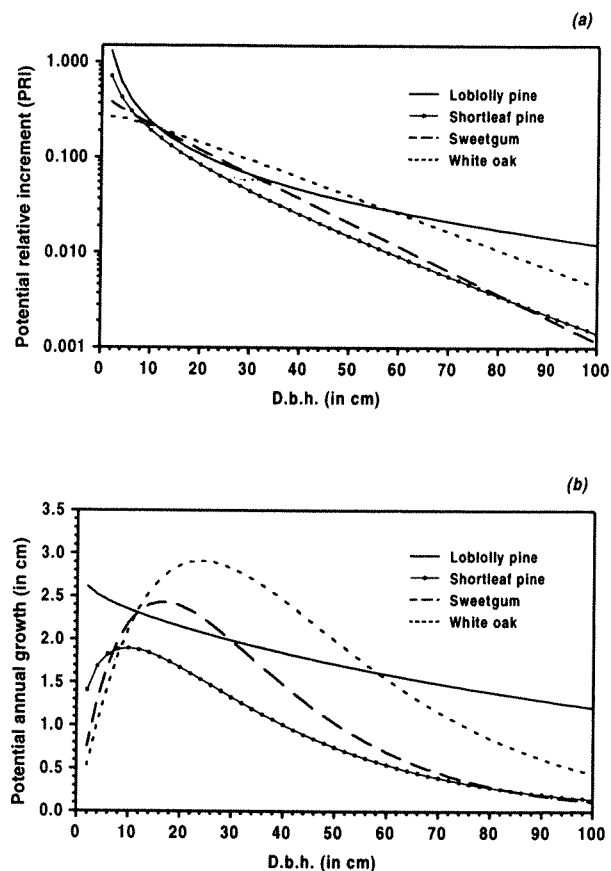 (a)
Potential relative increment (PRI)
1.000
0.100
0.010
0.001
Loblolly pine
Shortleaf pine
Sweetgum
White oak
0 10 20 30 40 50 60 70 80 90 100
D.b.h. (in cm)
(b)
Potential annual growth (in cm)
3.5
3.0
2.5
2.0
1.5
1.0
0.5
0.0
Loblolly pine
Shortleaf pine
Sweetgum
White oak
0 10 20 30 40 50 60 70 80 90 100
D.b.h. (in cm)